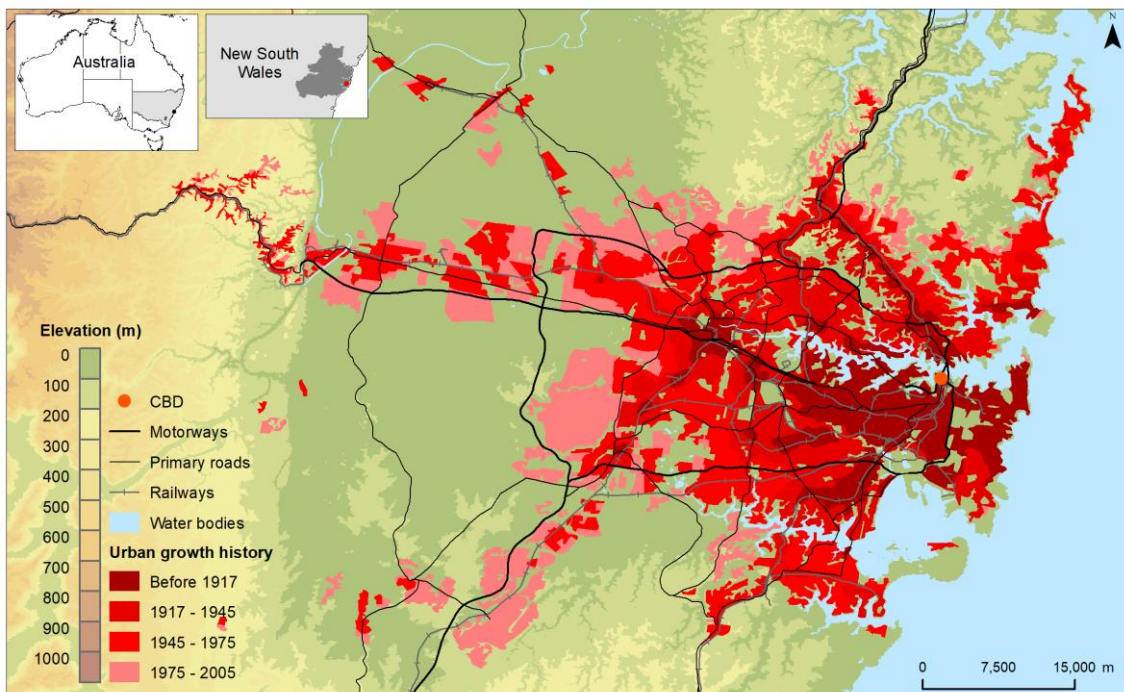 Australia
New South
Wales
N
Elevation (m)
0
100
200
300
400
500
600
700
800
900
1000
CBD
Motorways
Primary roads
Railways
Water bodies
Urban growth history
Before 1917
1917 - 1945
1945 - 1975
1975 - 2005
0 7,500 15,000 m